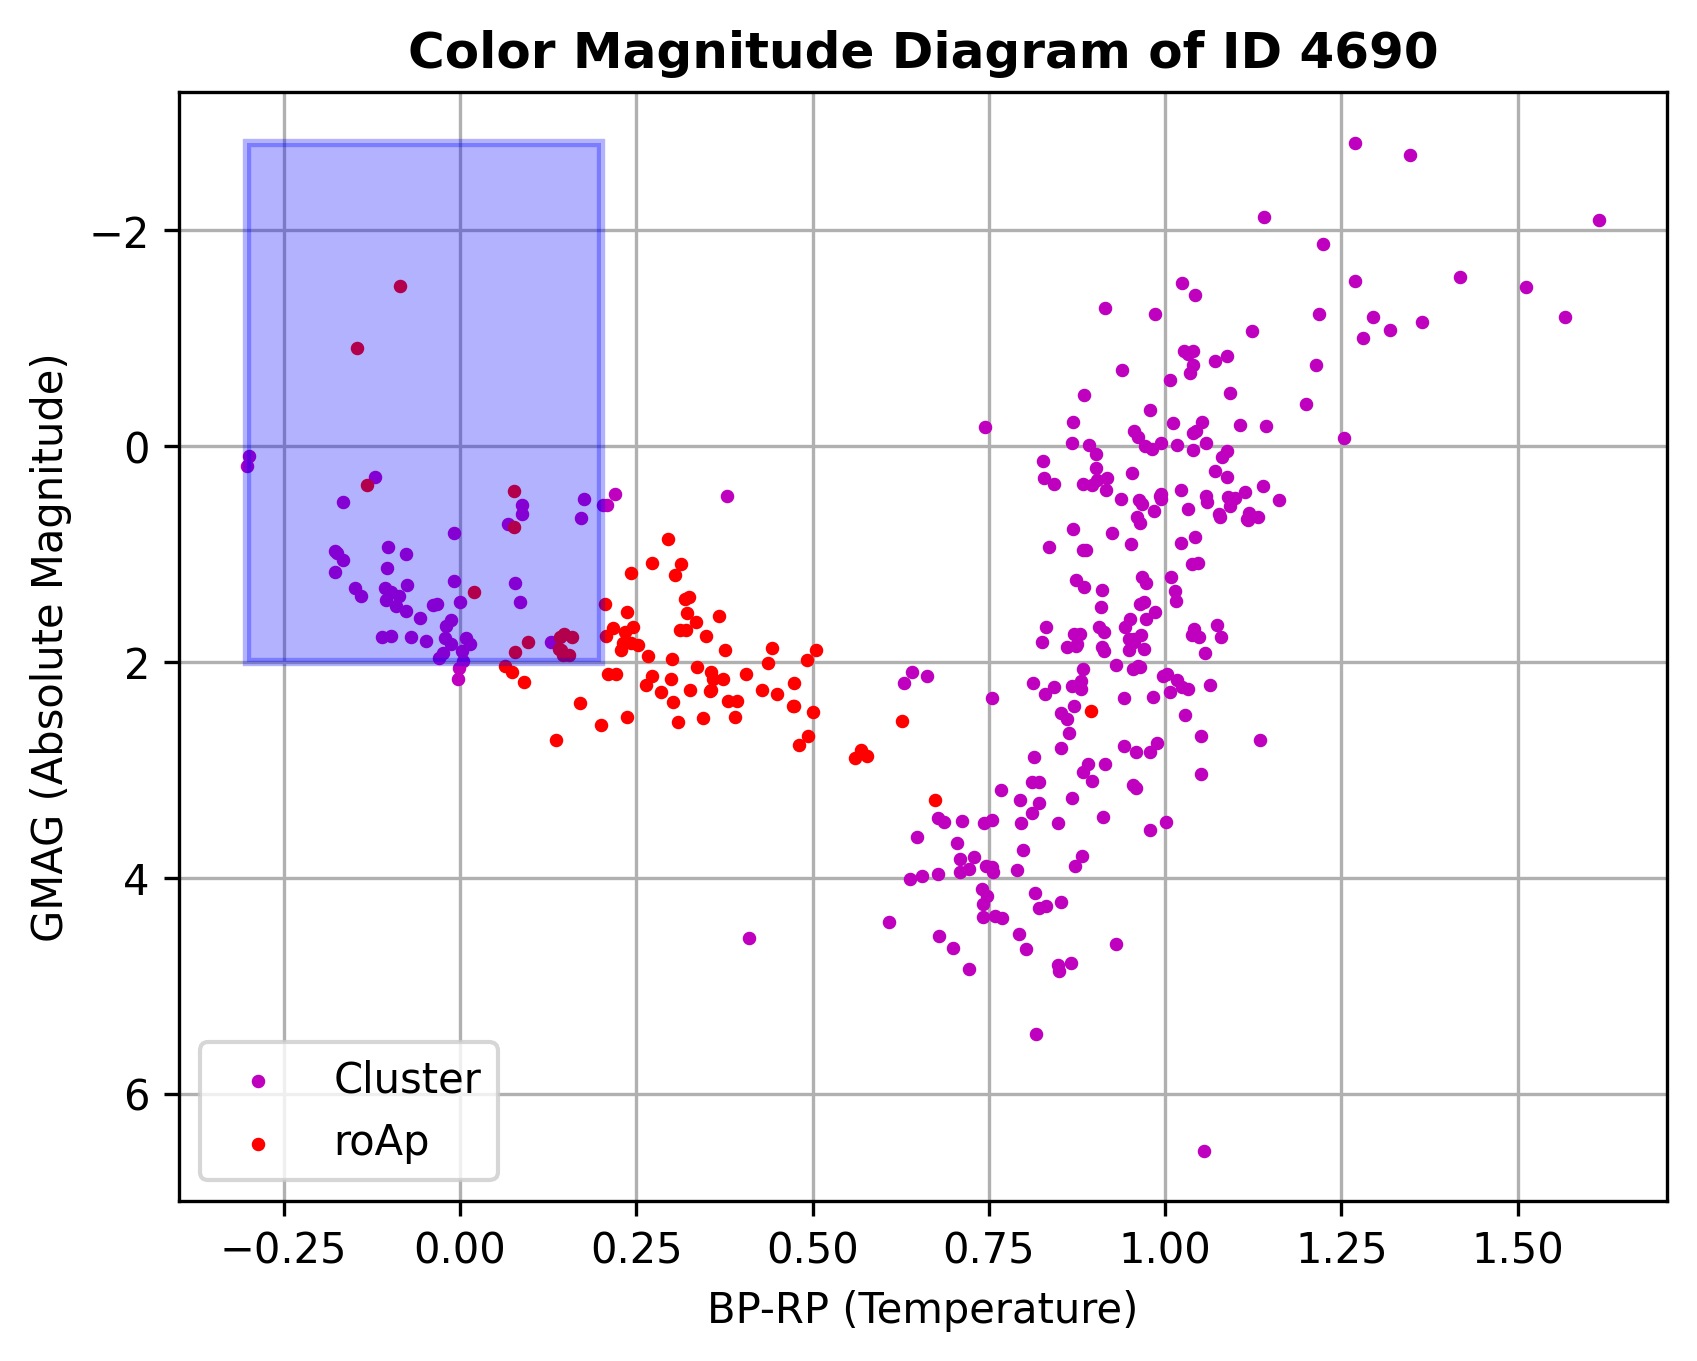 Color Magnitude Diagram of ID 4690
GMAG (Absolute Magnitude)
−2
0
2
4
6
Cluster
roAp
−0.25 0.00 0.25 0.50 0.75 1.00 1.25 1.50
BP-RP (Temperature)